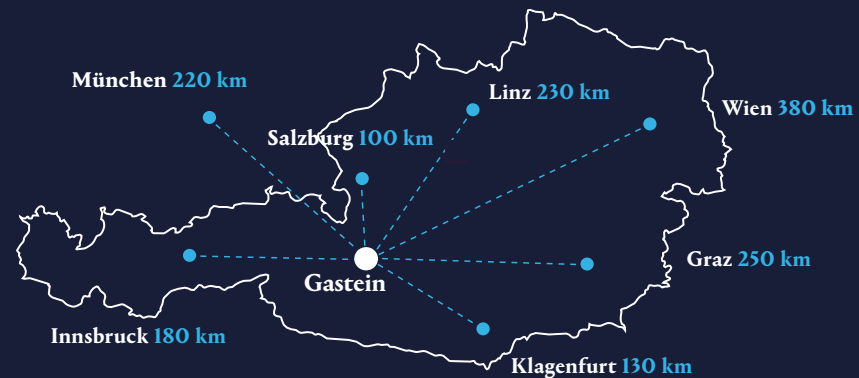 München 220 km
Linz 230 km
Wien 380 km
Salzburg 100 km
Graz 250 km
Gastein
Innsbruck 180 km
Klagenfurt 130 km